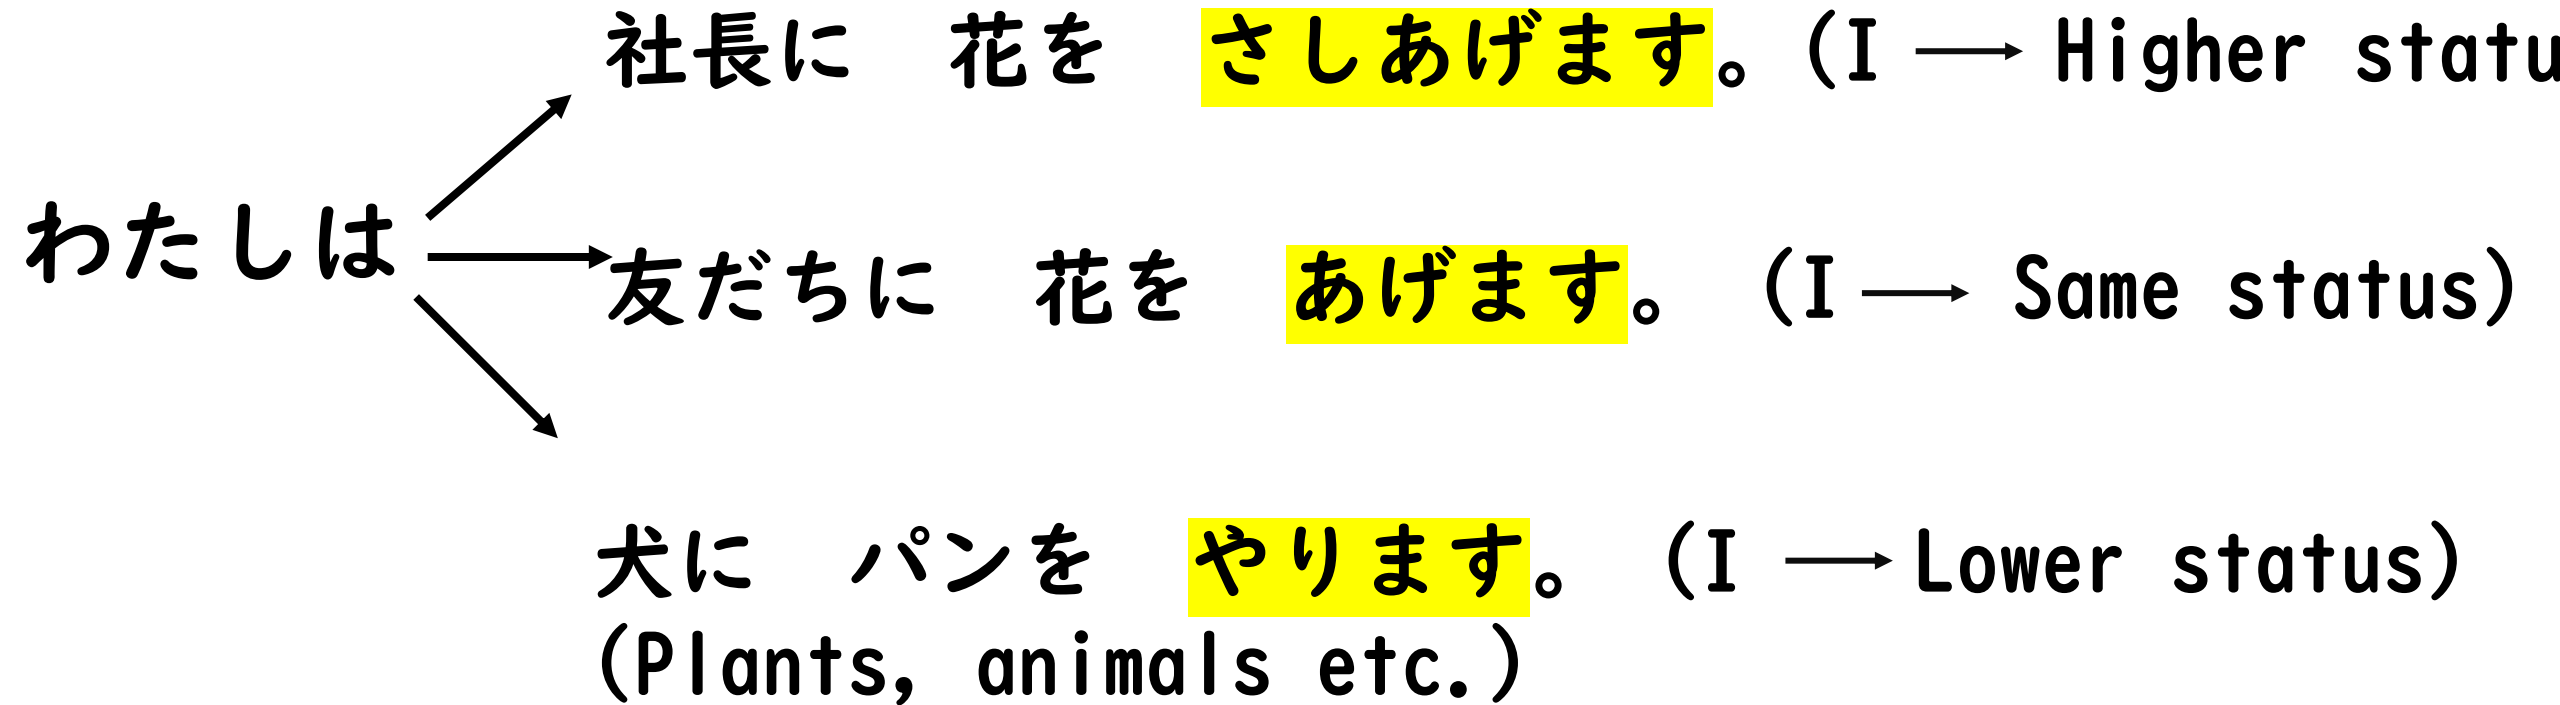 社長に 花を さしあげます。(I → Higher statu
わたしは
友だちに 花を あげます。 (I → Same status)
犬に パンを やります。 (I → Lower status)
(Plants, animals etc.)